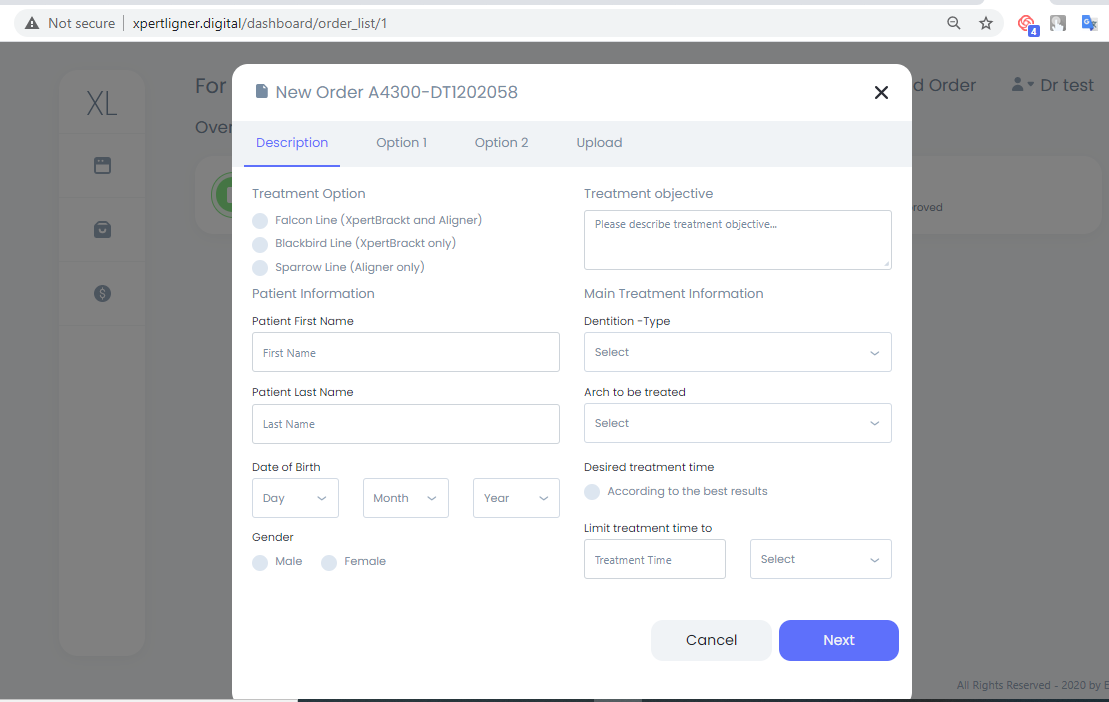 Not secure | xpertligner.digital/dashboard/order_list/1
4
XL
For
d Order
Dr test
Over
roved
New Order A4300-DT1202058
Description
Option 1
Option 2
Upload
Treatment Option
Falcon Line (XpertBrackt and Aligner)
Blackbird Line (XpertBrackt only)
Sparrow Line (Aligner only)
Treatment objective
Please describe treatment objective...
Patient Information
Patient First Name
First Name
Patient Last Name
Last Name
Date of Birth
Day
Month
Year
Gender
Male
Female
Main Treatment Information
Dentition -Type
Select
Arch to be treated
Select
Desired treatment time
According to the best results
Limit treatment time to
Treatment Time
Select
Cancel
Next
All Rights Reserved - 2020 by E